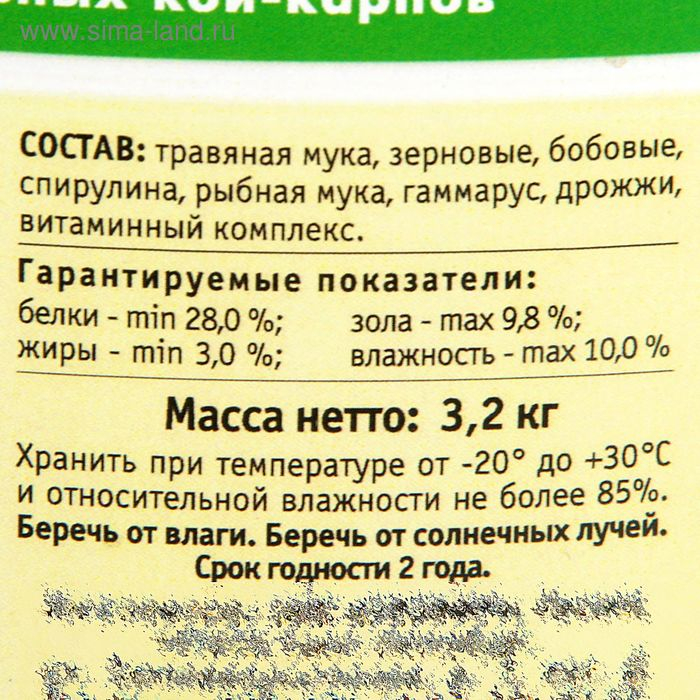 кои-карпов
www.sima-land.ru
СОСТАВ: травяная мука, зерновые, бобовые,
спирулина, рыбная мука, гаммарус, дрожжи,
витаминный комплекс.
Гарантируемые показатели:
белки - min 28,0 %; зола - max 9,8 %;
жиры - min 3,0 %; влажность - max 10,0 %
Масса нетто: 3,2 кг
Хранить при температуре от -20° до +30°С
и относительной влажности не более 85%.
Беречь от влаги. Беречь от солнечных лучей.
Срок годности 2 года.